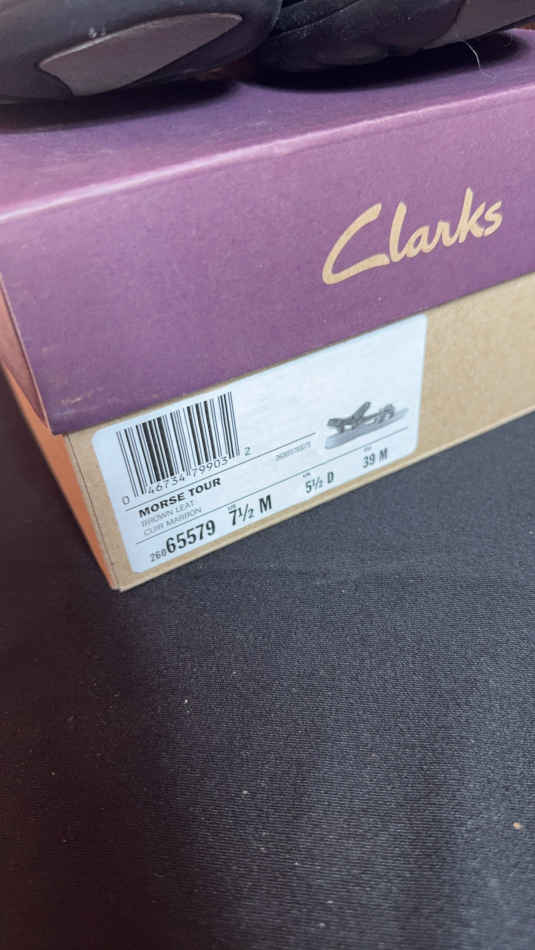 Clarks
0 46734 79903 2
MORSE TOUR
BROWN LEAT
CUIR MARRON
26065579 7½ M 5½ D 39 M